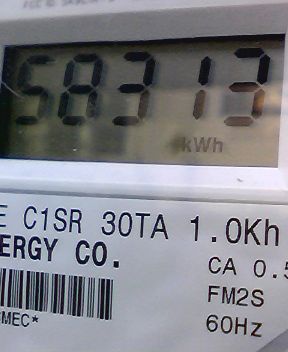 58313
kWh
E C1SR 30TA 1.0Kh
ERGY CO.
CA 0.5
FM2S
MEC*
60Hz